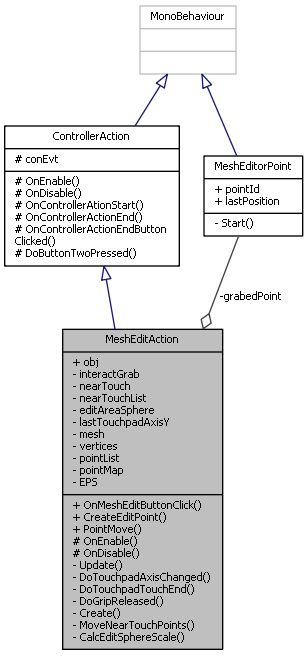 MonoBehaviour
ControllerAction
# conEvt
# OnEnable()
# OnDisable()
# OnControllerAtionStart()
# OnControllerActionEnd()
# OnControllerActionEndButton
Clicked()
# DoButtonTwoPressed()
MeshEditorPoint
+ pointId
+ lastPosition
- Start()
-grabedPoint
MeshEditAction
+ obj
- interactGrab
- nearTouch
- nearTouchList
- editAreaSphere
- lastTouchpadAxisY
- mesh
- vertices
- pointList
- pointMap
- EPS
+ OnMeshEditButtonClick()
+ CreateEditPoint()
+ PointMove()
# OnEnable()
# OnDisable()
- Update()
- DoTouchpadAxisChanged()
- DoTouchpadTouchEnd()
- DoGripReleased()
- Create()
- MoveNearTouchPoints()
- CalcEditSphereScale()